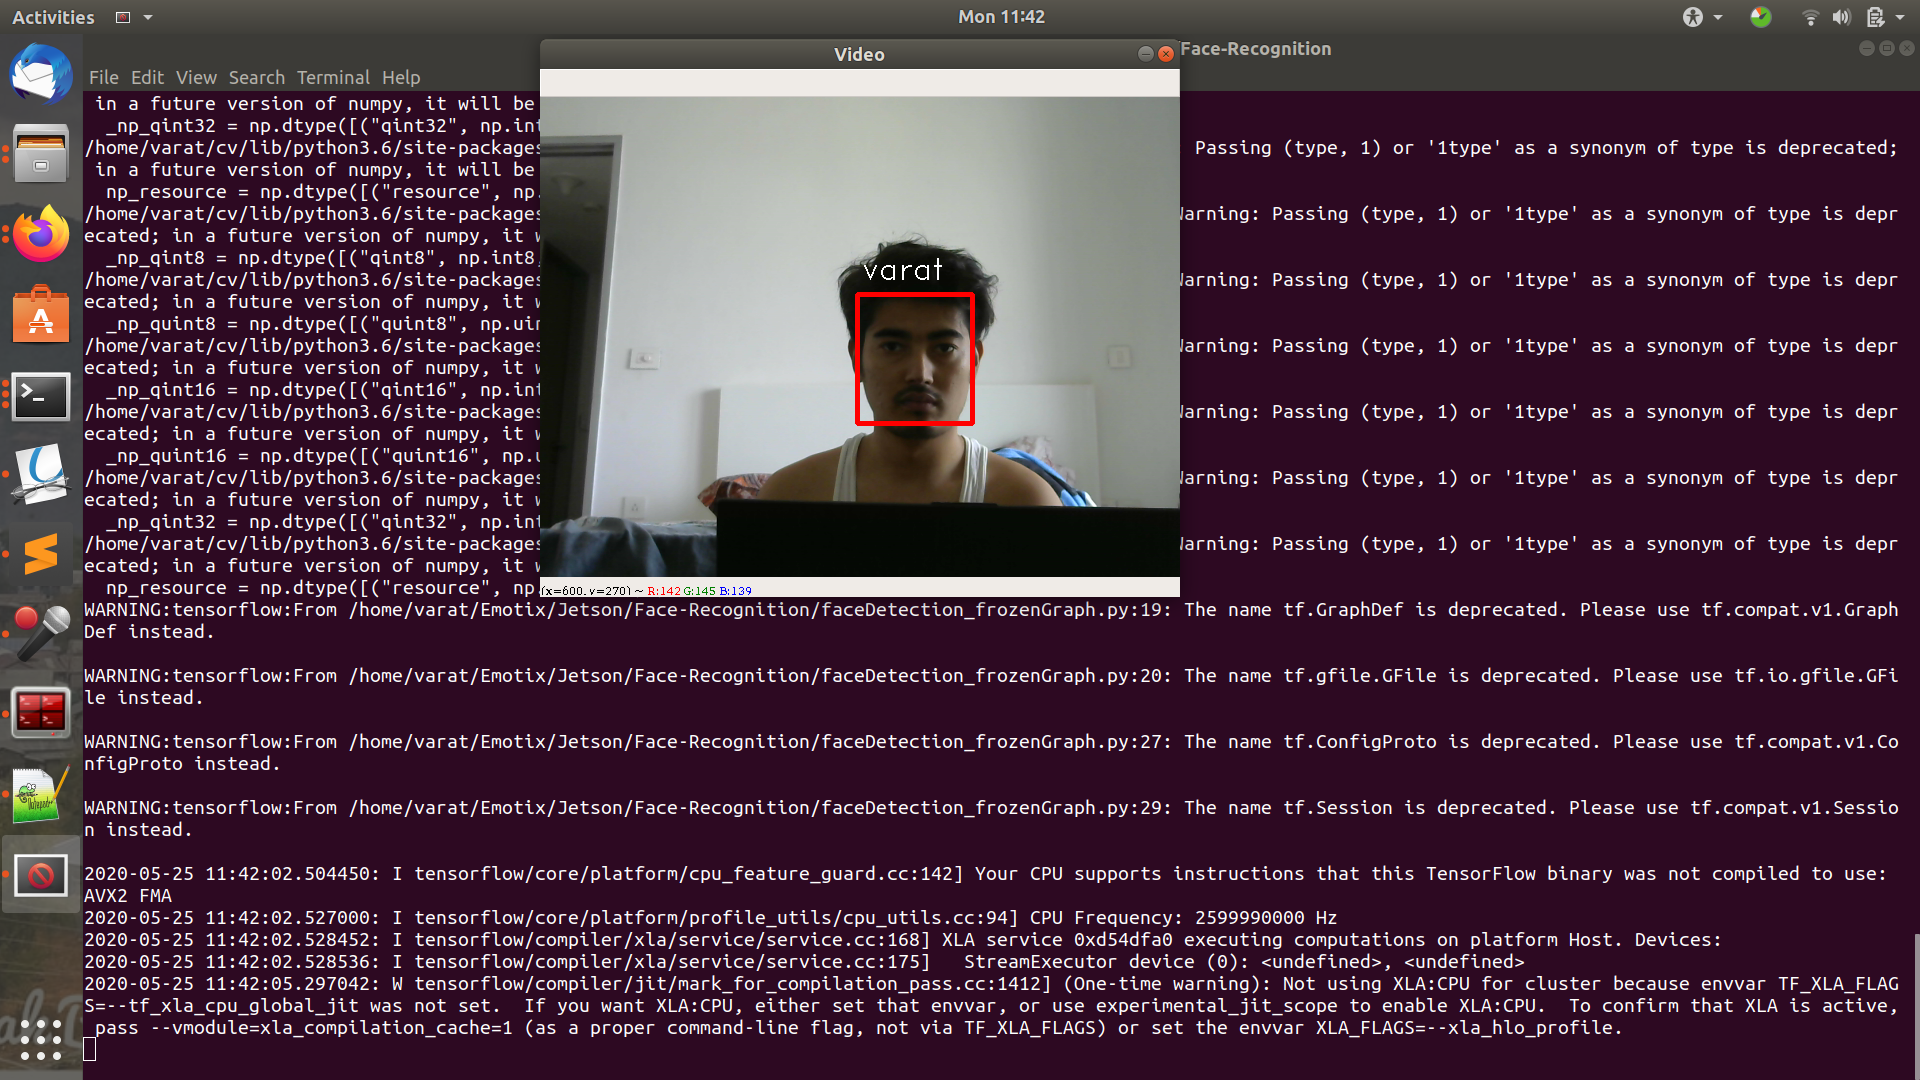 Activities
Mon 11:42
Video
Face-Recognition
File Edit View Search Terminal Help
in a future version of numpy, it will be
_np_qint32 = np.dtype([("qint32", np.in
/home/varat/cv/lib/python3.6/site-packages
Passing (type, 1) or '1type' as a synonym of type is deprecated;
in a future version of numpy, it will be
np_resource = np.dtype([("resource", np.
/home/varat/cv/lib/python3.6/site-packages
Warning: Passing (type, 1) or '1type' as a synonym of type is depr
ecated; in a future version of numpy, it
_np_qint8 = np.dtype([("qint8", np.int8
/home/varat/cv/lib/python3.6/site-packages
Warning: Passing (type, 1) or '1type' as a synonym of type is depr
ecated; in a future version of numpy, it
_np_quint8 = np.dtype([("quint8", np.uin
/home/varat/cv/lib/python3.6/site-packages
Warning: Passing (type, 1) or '1type' as a synonym of type is depr
ecated; in a future version of numpy, it
_np_qint16 = np.dtype([("qint16", np.int
/home/varat/cv/lib/python3.6/site-packages
Warning: Passing (type, 1) or '1type' as a synonym of type is depr
ecated; in a future version of numpy, it
_np_quint16 = np.dtype([("quint16", np.
/home/varat/cv/lib/python3.6/site-packages
Warning: Passing (type, 1) or '1type' as a synonym of type is depr
ecated; in a future version of numpy, it
_np_qint32 = np.dtype([("qint32", np.int
/home/varat/cv/lib/python3.6/site-packages
Warning: Passing (type, 1) or '1type' as a synonym of type is depr
ecated; in a future version of numpy, it
np_resource = np.dtype([("resource", np.
varat
(x=600, y=270) ~ R:142 G:145 B:139
WARNING:tensorflow:From /home/varat/Emotix/Jetson/Face-Recognition/faceDetection_frozenGraph.py:19: The name tf.GraphDef is deprecated. Please use tf.compat.v1.Graph
Def instead.
WARNING:tensorflow:From /home/varat/Emotix/Jetson/Face-Recognition/faceDetection_frozenGraph.py:20: The name tf.gfile.GFile is deprecated. Please use tf.io.gfile.GFi
le instead.
WARNING:tensorflow:From /home/varat/Emotix/Jetson/Face-Recognition/faceDetection_frozenGraph.py:27: The name tf.ConfigProto is deprecated. Please use tf.compat.v1.Co
nfigProto instead.
WARNING:tensorflow:From /home/varat/Emotix/Jetson/Face-Recognition/faceDetection_frozenGraph.py:29: The name tf.Session is deprecated. Please use tf.compat.v1.Sessio
n instead.
2020-05-25 11:42:02.504450: I tensorflow/core/platform/cpu_feature_guard.cc:142] Your CPU supports instructions that this TensorFlow binary was not compiled to use:
AVX2 FMA
2020-05-25 11:42:02.527000: I tensorflow/core/platform/profile_utils/cpu_utils.cc:94] CPU Frequency: 2599990000 Hz
2020-05-25 11:42:02.528452: I tensorflow/compiler/xla/service/service.cc:168] XLA service 0xd54dfa0 executing computations on platform Host. Devices:
2020-05-25 11:42:02.528536: I tensorflow/compiler/xla/service/service.cc:175]   StreamExecutor device (0): <undefined>, <undefined>
2020-05-25 11:42:05.297042: W tensorflow/compiler/jit/mark_for_compilation_pass.cc:1412] (One-time warning): Not using XLA:CPU for cluster because envvar TF_XLA_FLAG
S=--tf_xla_cpu_global_jit was not set.  If you want XLA:CPU, either set that envvar, or use experimental_jit_scope to enable XLA:CPU.  To confirm that XLA is active,
pass --vmodule=xla_compilation_cache=1 (as a proper command-line flag, not via TF_XLA_FLAGS) or set the envvar XLA_FLAGS=--xla_hlo_profile.